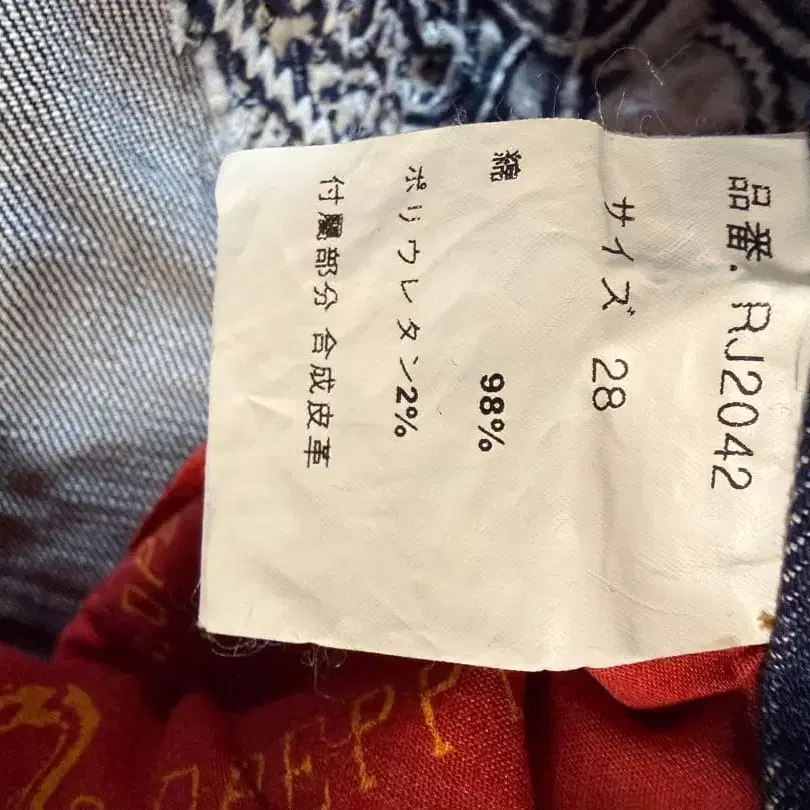 品番. RJ2042
サイズ 28
綿 98%
ポリウレタン2%
付属部分 合成皮革